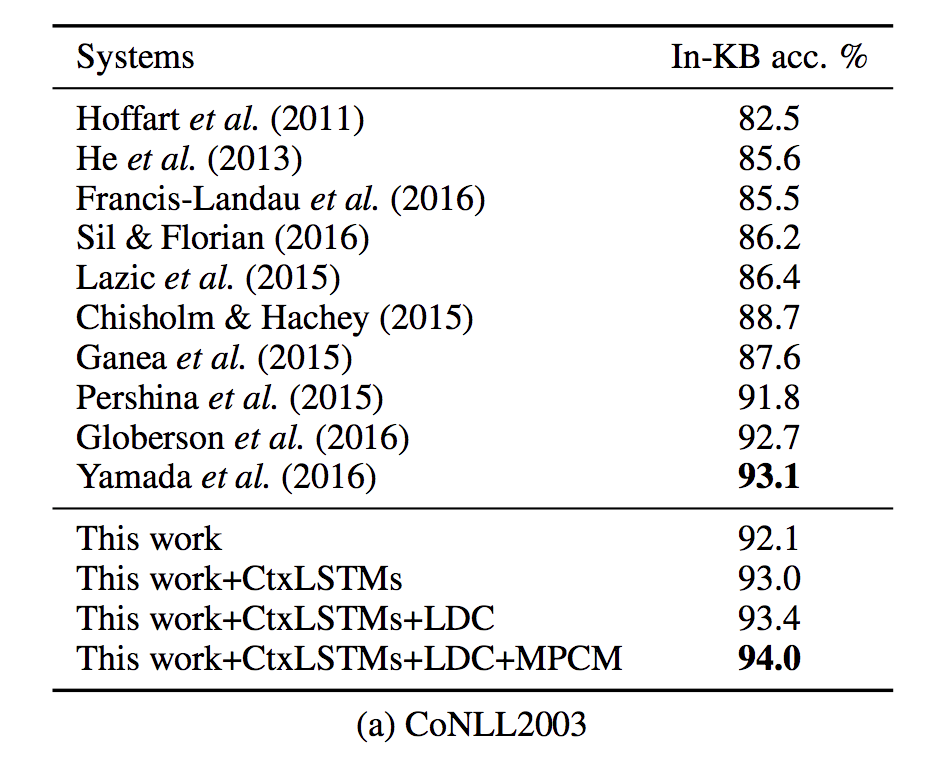 Systems In-KB acc. %
Hoffart et al. (2011) 82.5
He et al. (2013) 85.6
Francis-Landau et al. (2016) 85.5
Sil & Florian (2016) 86.2
Lazic et al. (2015) 86.4
Chisholm & Hachey (2015) 88.7
Ganea et al. (2015) 87.6
Pershina et al. (2015) 91.8
Globerson et al. (2016) 92.7
Yamada et al. (2016) 93.1
This work 92.1
This work+CtxLSTMs 93.0
This work+CtxLSTMs+LDC 93.4
This work+CtxLSTMs+LDC+MPCM 94.0
(a) CoNLL2003